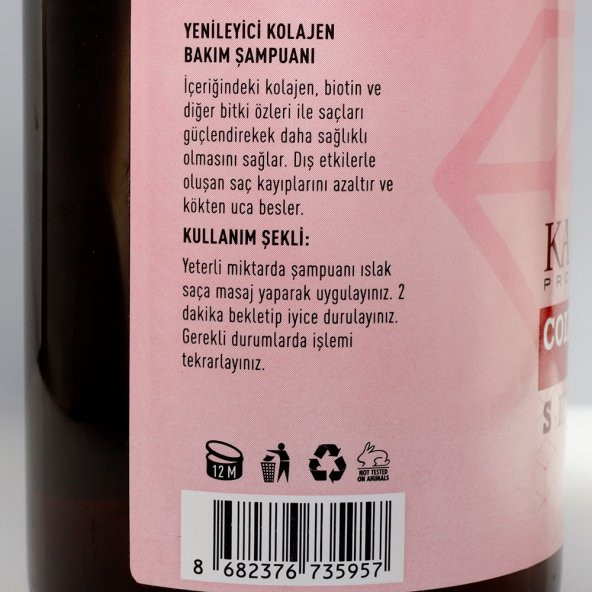 YENİLEYİCİ KOLAJEN
BAKIM ŞAMPUANI
İçeriğindeki kolajen, biotin ve
diğer bitki özleri ile saçları
güçlendirekek daha sağlıklı
olmasını sağlar. Dış etkilerle
oluşan saç kayıplarını azaltır ve
kökten uca besler.
KULLANIM ŞEKLİ:
Yeterli miktarda şampuanı ıslak
saça masaj yaparak uygulayınız. 2
dakika bekletip iyice durulayınız.
Gerekli durumlarda işlemi
tekrarlayınız.
12 M
NOT TESTED
ON ANIMALS
8 682376 735957